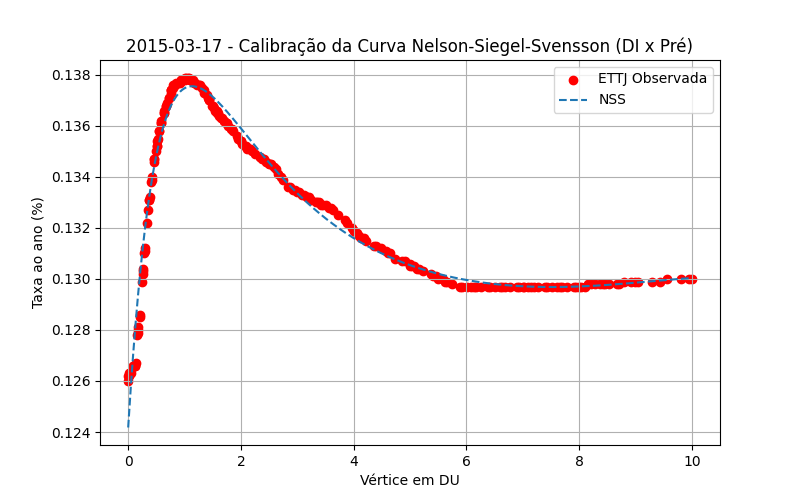 2015-03-17 - Calibração da Curva Nelson-Siegel-Svensson (DI x Pré)
ETTJ Observada
NSS
Taxa ao ano (%)
0.138
0.136
0.134
0.132
0.130
0.128
0.126
0.124
0 2 4 6 8 10
Vértice em DU